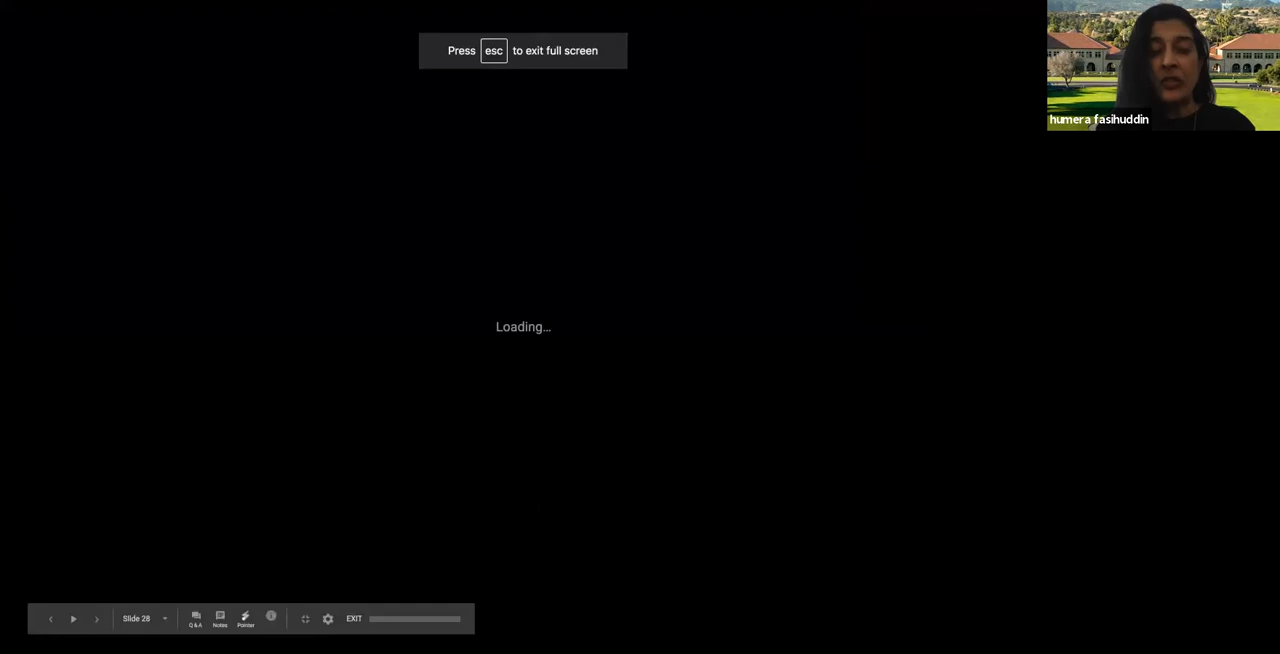 Press esc to exit full screen
humera fasihuddin
Loading...
Slide 28
Q & A
Notes
Pointer
EXIT